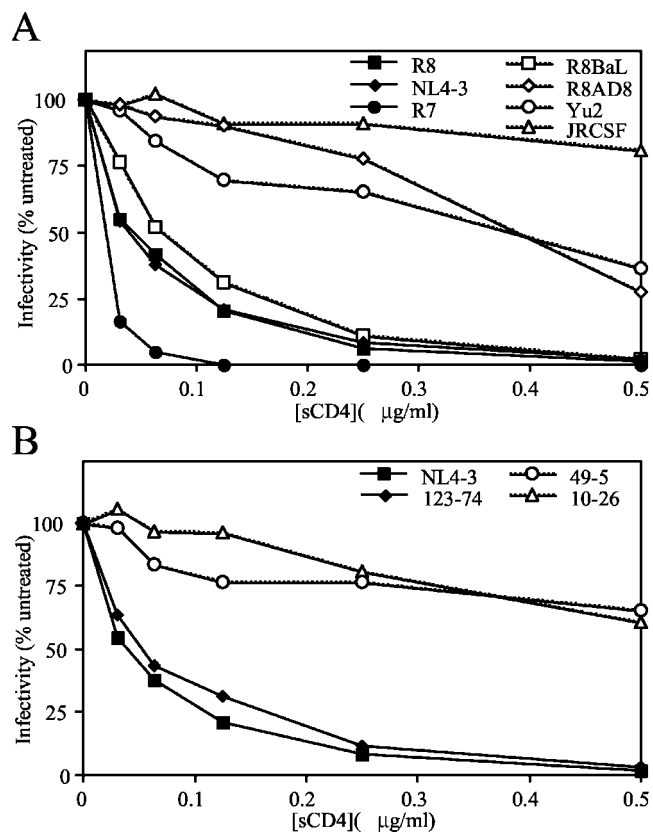 A
R8
NL4-3
R7
R8BaL
R8AD8
Yu2
JRCSF
Infectivity (% untreated)
100
75
50
25
0
0 0.1 0.2 0.3 0.4 0.5
[sCD4]( μg/ml)
B
NL4-3
123-74
49-5
10-26
Infectivity (% untreated)
100
75
50
25
0
0 0.1 0.2 0.3 0.4 0.5
[sCD4]( μg/ml)